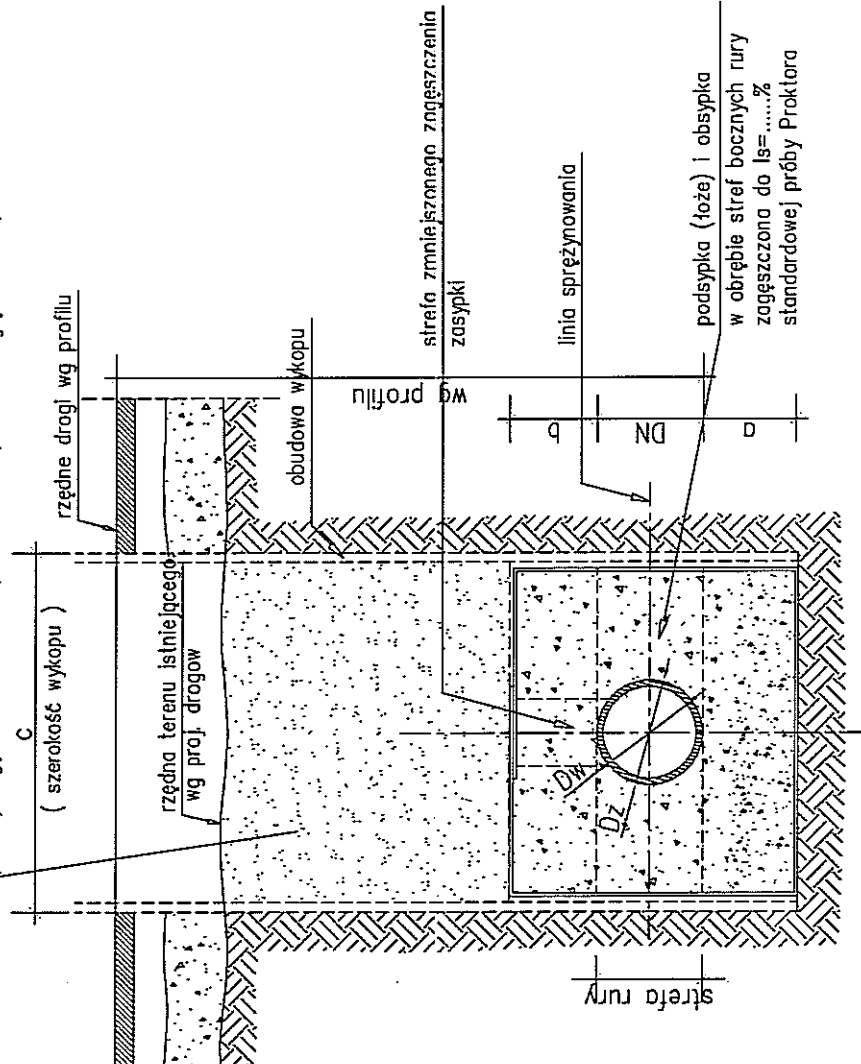 C
( szerokość wykopu )
rzędne drogi wg profilu
rzędna terenu istniejącego
wg proj. drogow
obudowa wykopu
wg profilu
strefa zmniejszonego zagęszczenia
zasypki
linia sprężynowania
b
DN
a
Dw
Dz
strefa rury
podsypka (łoże) i obsypka
w obrębie stref bocznych rury
zagęszczona do Is=......%
standardowej próby Proktora